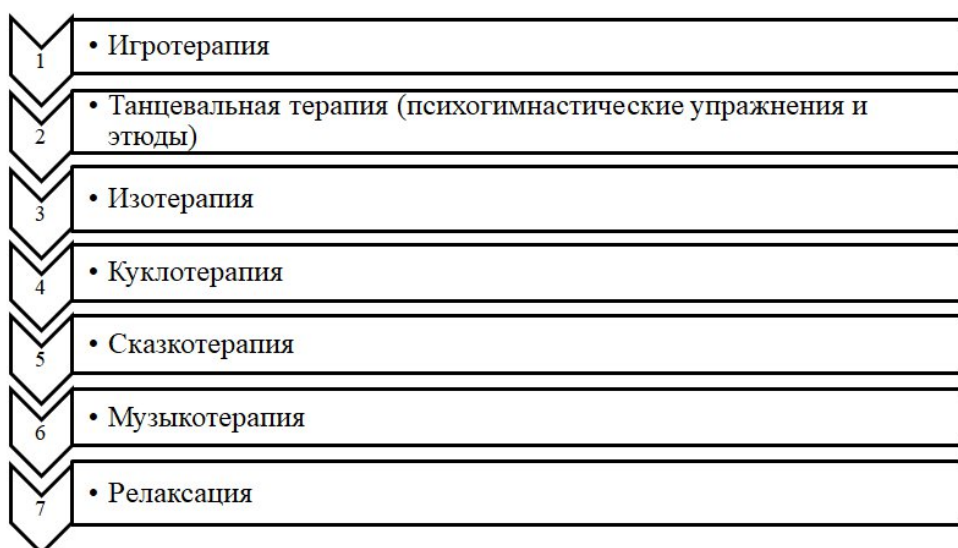 1
• Игротерапия
2
• Танцевальная терапия (психогимнастические упражнения и
этюды)
3
• Изотерапия
4
• Куклотерапия
5
• Сказкотерапия
6
• Музыкотерапия
7
• Релаксация